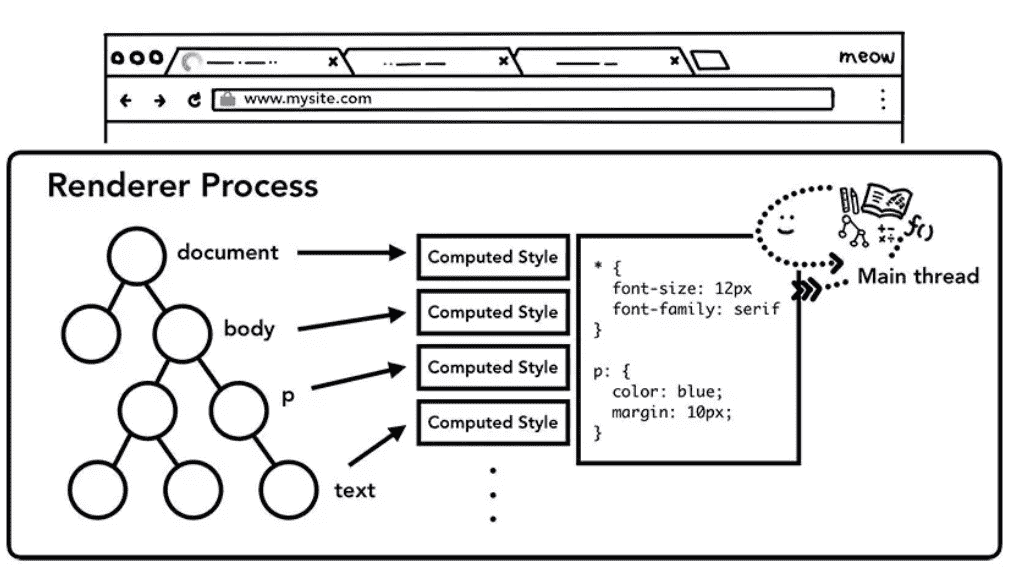 meow
www.mysite.com
Renderer Process
document
body
p
text
Computed Style
Computed Style
Computed Style
Computed Style
* {
font-size: 12px
font-family: serif
}
p: {
color: blue;
margin: 10px;
}
f()
Main thread